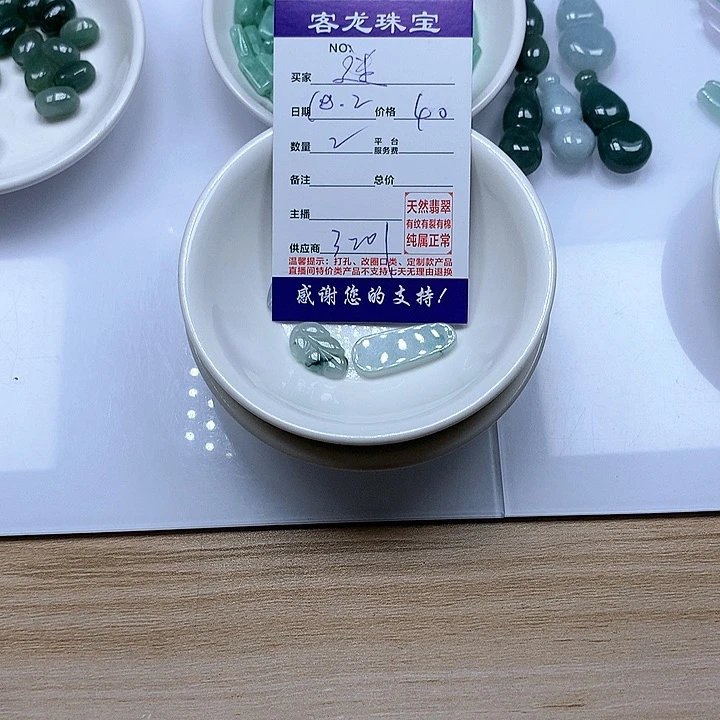 客龙珠宝
NO:
买家
日期 10.2 价格 60
数量 2 平台服务费
备注 总价
主播
天然翡翠
有纹有裂有棉
纯属正常
供应商 3201
温馨提示：打孔、改圈口类、定制款产品
直播间特价类产品不支持七天无理由退换
感谢您的支持！